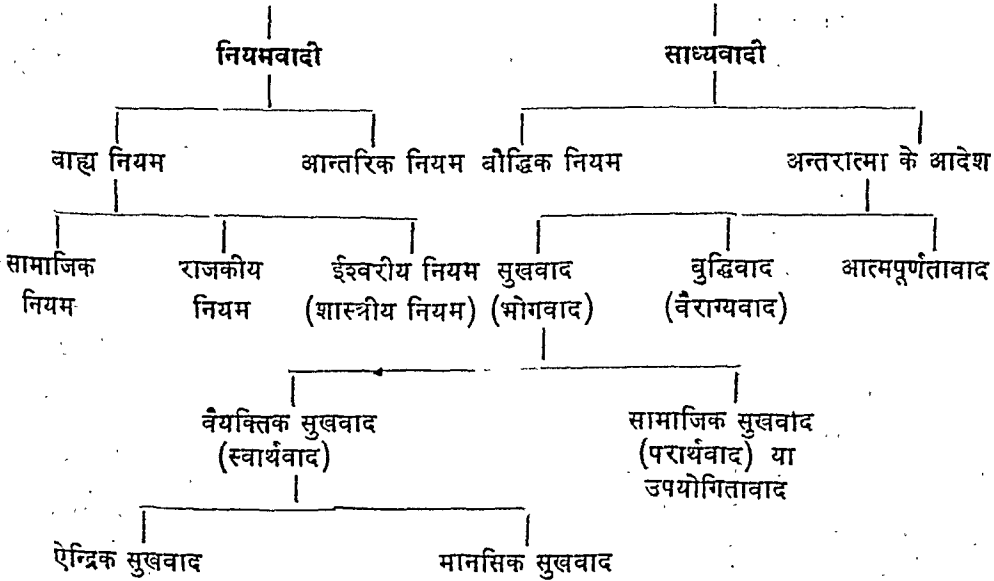 नियमवादी साध्यवादी
वाह्य नियम आन्तरिक नियम वौद्धिक नियम अन्तरात्मा के आदेश
सामाजिक राजकीय ईश्वरीय नियम सुखवाद वुद्धिवाद आत्मपूर्णतावाद
नियम नियम (शास्त्रीय नियम) (भोगवाद) (वैराग्यवाद)
वैयक्तिक सुखवाद सामाजिक सुखवाद
(स्वार्थवाद) (परार्थवाद) या
उपयोगितावाद
ऐन्द्रिक सुखवाद मानसिक सुखवाद